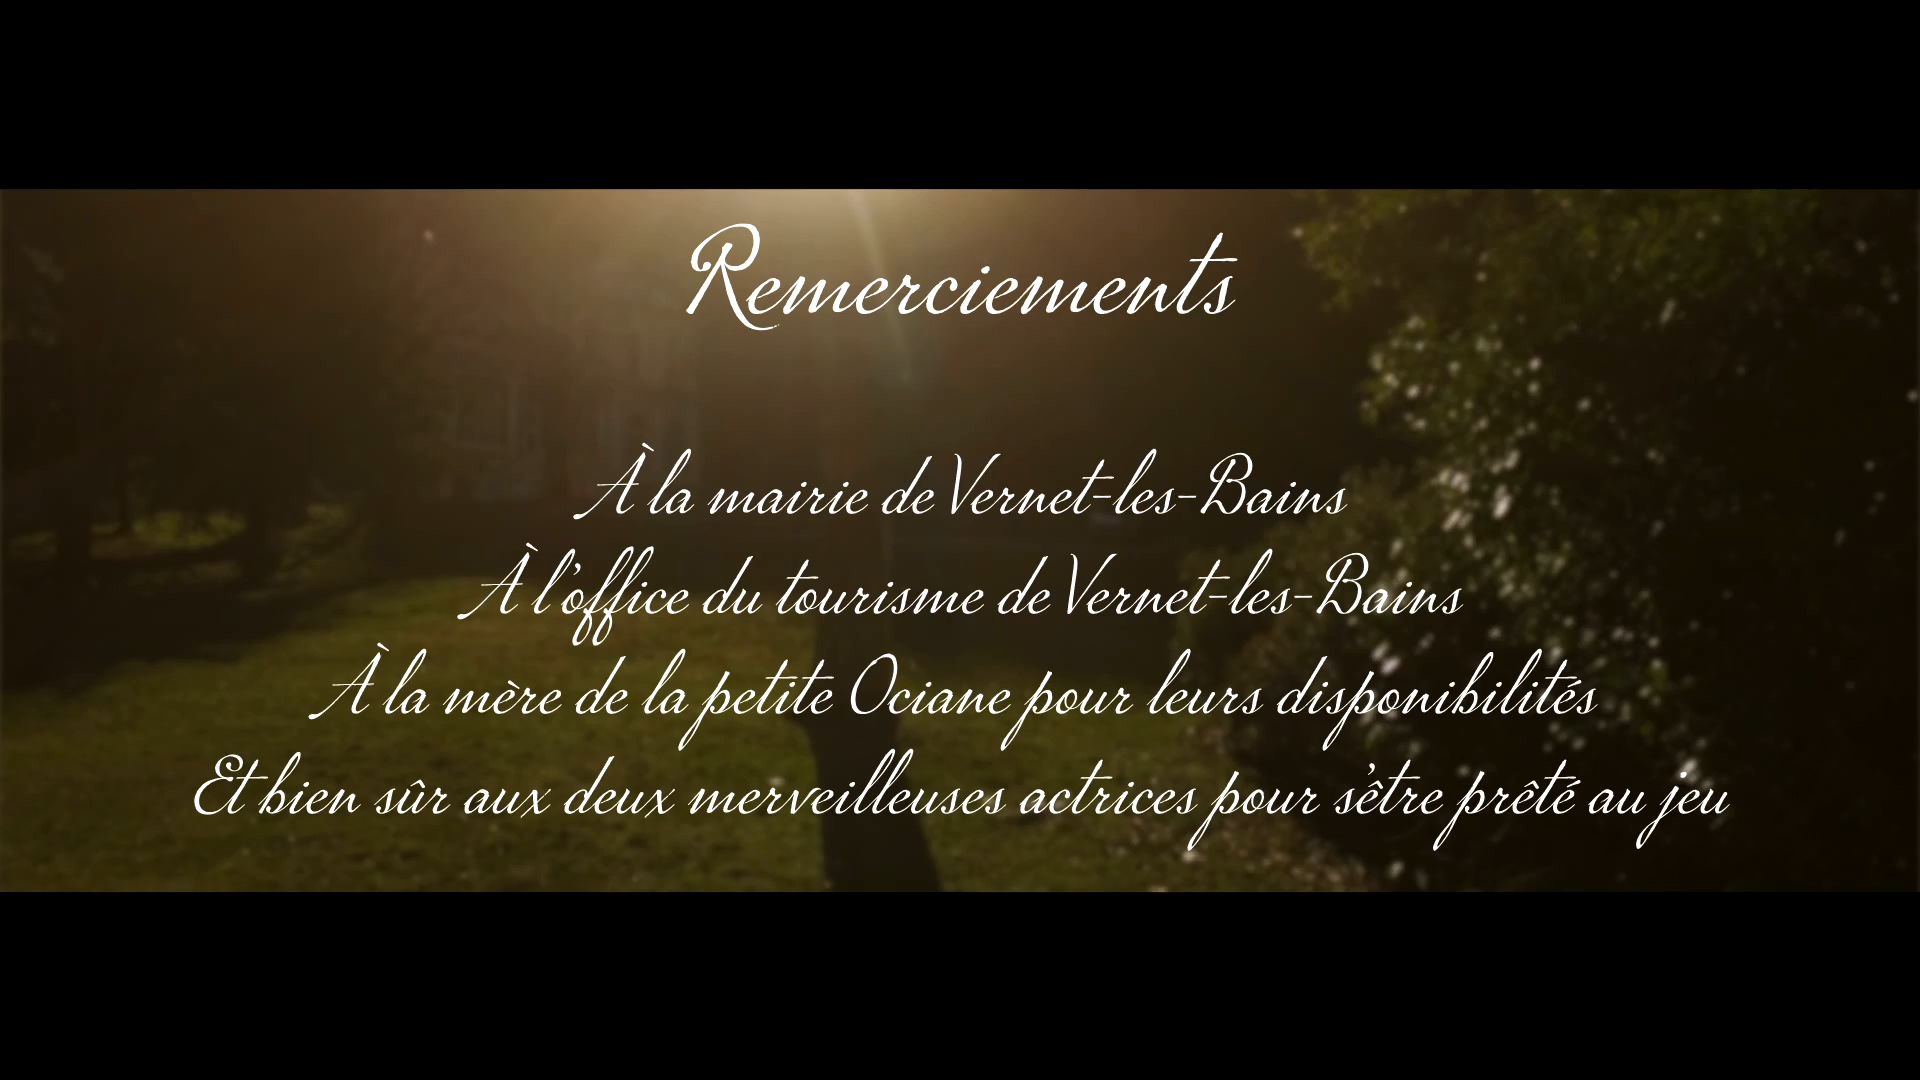 Remerciements
À la mairie de Vernet-les-Bains
À l'office du tourisme de Vernet-les-Bains
À la mère de la petite Ociane pour leurs disponibilités
Et bien sûr aux deux merveilleuses actrices pour s'être prêté au jeu